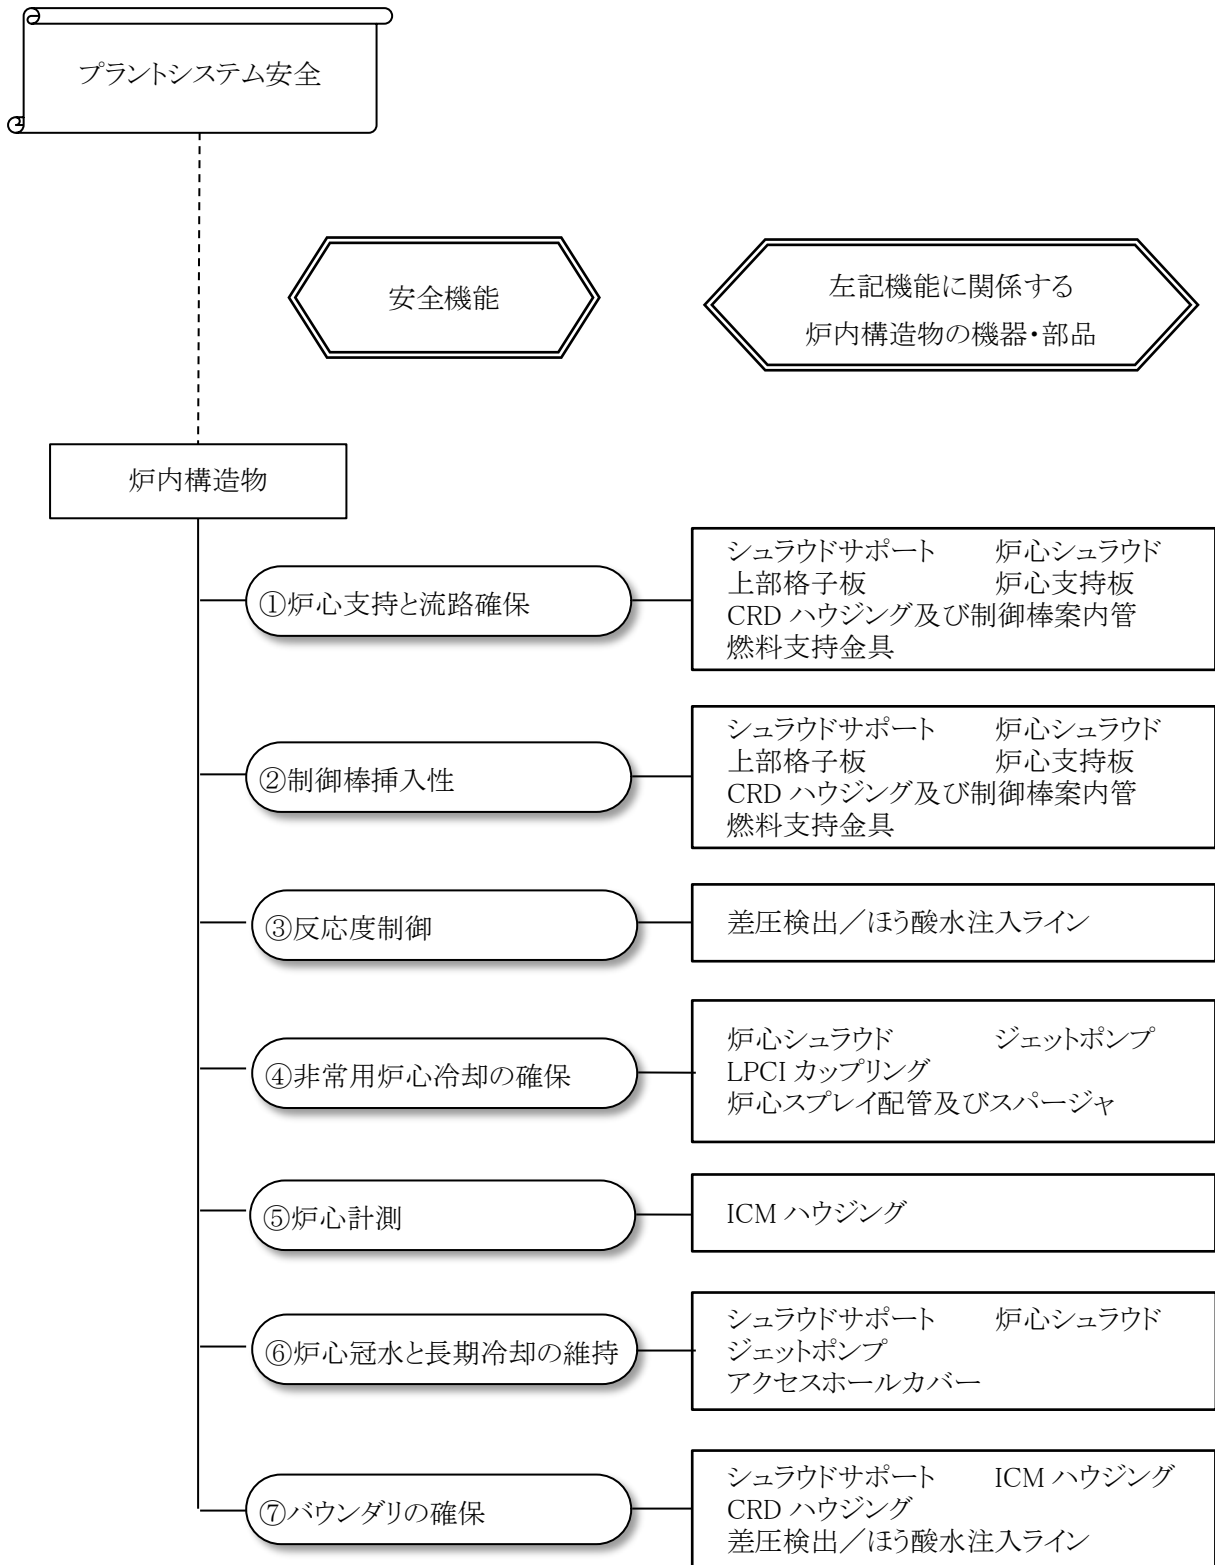 プラントシステム安全
安全機能
左記機能に関係する
炉内構造物の機器・部品
炉内構造物
①炉心支持と流路確保
シュラウドサポート 炉心シュラウド
上部格子板 炉心支持板
CRD ハウジング及び制御棒案内管
燃料支持金具
②制御棒挿入性
シュラウドサポート 炉心シュラウド
上部格子板 炉心支持板
CRD ハウジング及び制御棒案内管
燃料支持金具
③反応度制御
差圧検出／ほう酸水注入ライン
④非常用炉心冷却の確保
炉心シュラウド ジェットポンプ
LPCI カップリング
炉心スプレイ配管及びスパージャ
⑤炉心計測
ICM ハウジング
⑥炉心冠水と長期冷却の維持
シュラウドサポート 炉心シュラウド
ジェットポンプ
アクセスホールカバー
⑦バウンダリの確保
シュラウドサポート ICM ハウジング
CRD ハウジング
差圧検出／ほう酸水注入ライン